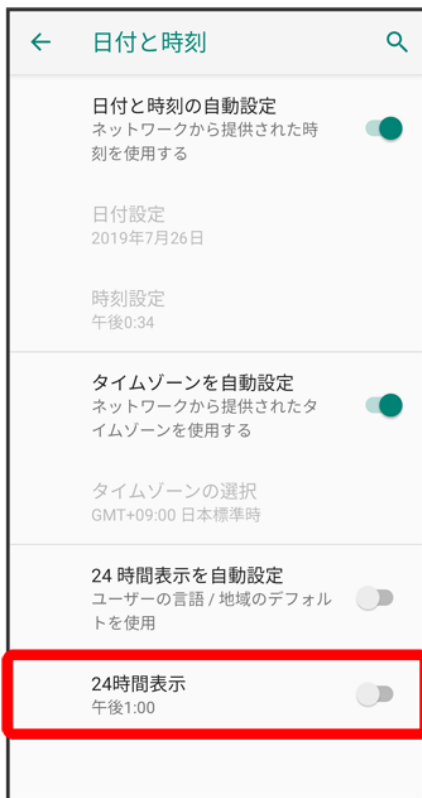 日付と時刻
日付と時刻の自動設定
ネットワークから提供された時
刻を使用する
日付設定
2019年7月26日
時刻設定
午後0:34
タイムゾーンを自動設定
ネットワークから提供されたタ
イムゾーンを使用する
タイムゾーンの選択
GMT+09:00 日本標準時
24 時間表示を自動設定
ユーザーの言語 / 地域のデフォル
トを使用
24時間表示
午後1:00